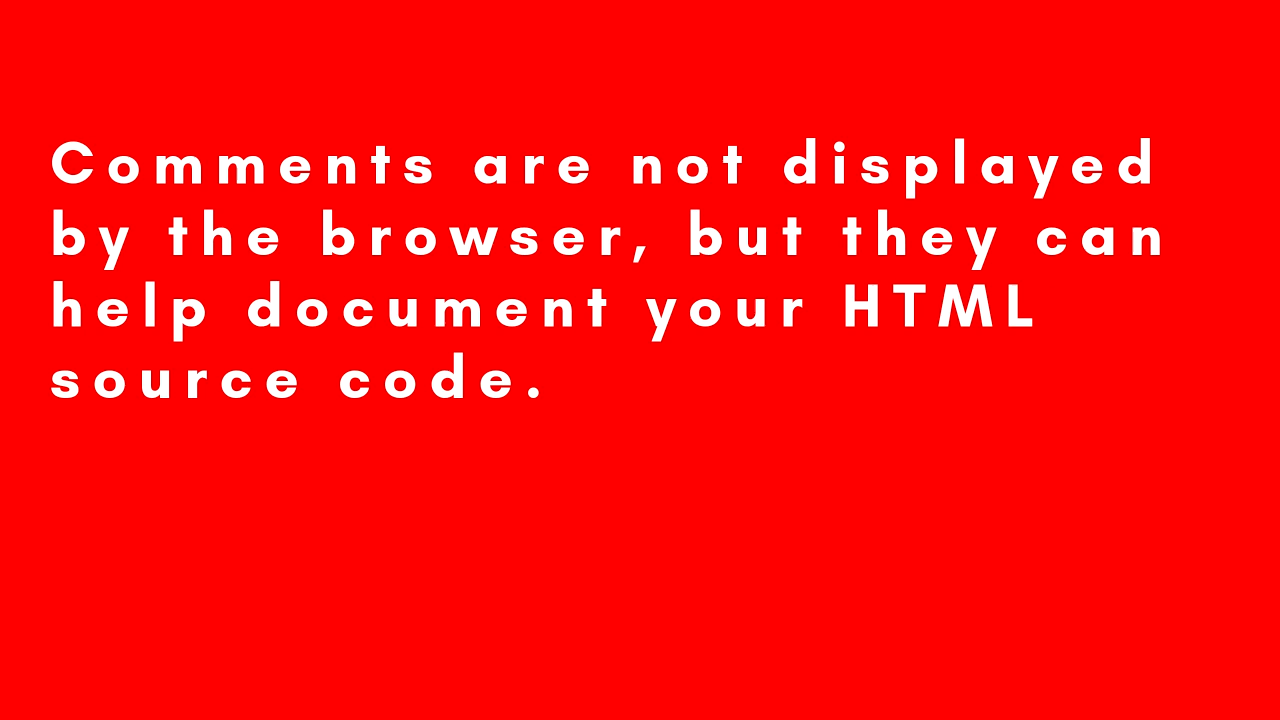 Comments are not displayed
by the browser, but they can
help document your HTML
source code.